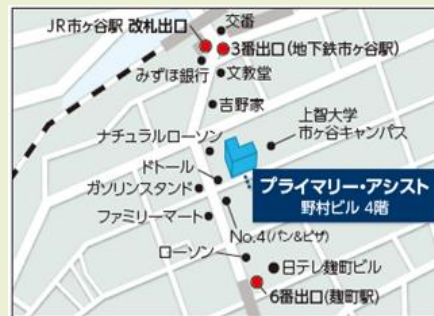 交番
JR市ヶ谷駅 改札出口
3番出口(地下鉄市ヶ谷駅)
みずほ銀行
文教堂
吉野家
上智大学
市ヶ谷キャンパス
ナチュラルローソン
ドトール
ガソリンスタンド
プライマリー・アシスト
野村ビル 4階
ファミリーマート
No.4(パン&ピザ)
ローソン
日テレ麹町ビル
6番出口(麹町駅)